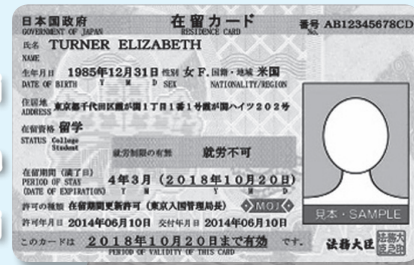 日本国政府 在留カード 番号 AB12345678CD
GOVERNMENT OF JAPAN RESIDENCE CARD No.
氏名 TURNER ELIZABETH
NAME
生年月日 1985年12月31日 性別 女 F. 国籍・地域 米国
DATE OF BIRTH Y M D SEX NATIONALITY/REGION
住居地 東京都千代田区霞が関1丁目1番1号霞が関ハイツ202号
ADDRESS
在留資格 留学
STATUS College Student
就労制限の有無 就労不可
在留期間(満了日) 4年3月(2018年10月20日)
PERIOD OF STAY (DATE OF EXPIRATION) Y M Y M D
許可の種類 在留期間更新許可(東京入国管理局長) MOJ
見本・SAMPLE
許可年月日 2014年06月10日 交付年月日 2014年06月10日
このカードは 2018年10月20日まで有効 です。
PERIOD OF VALIDITY OF THIS CARD
法務大臣